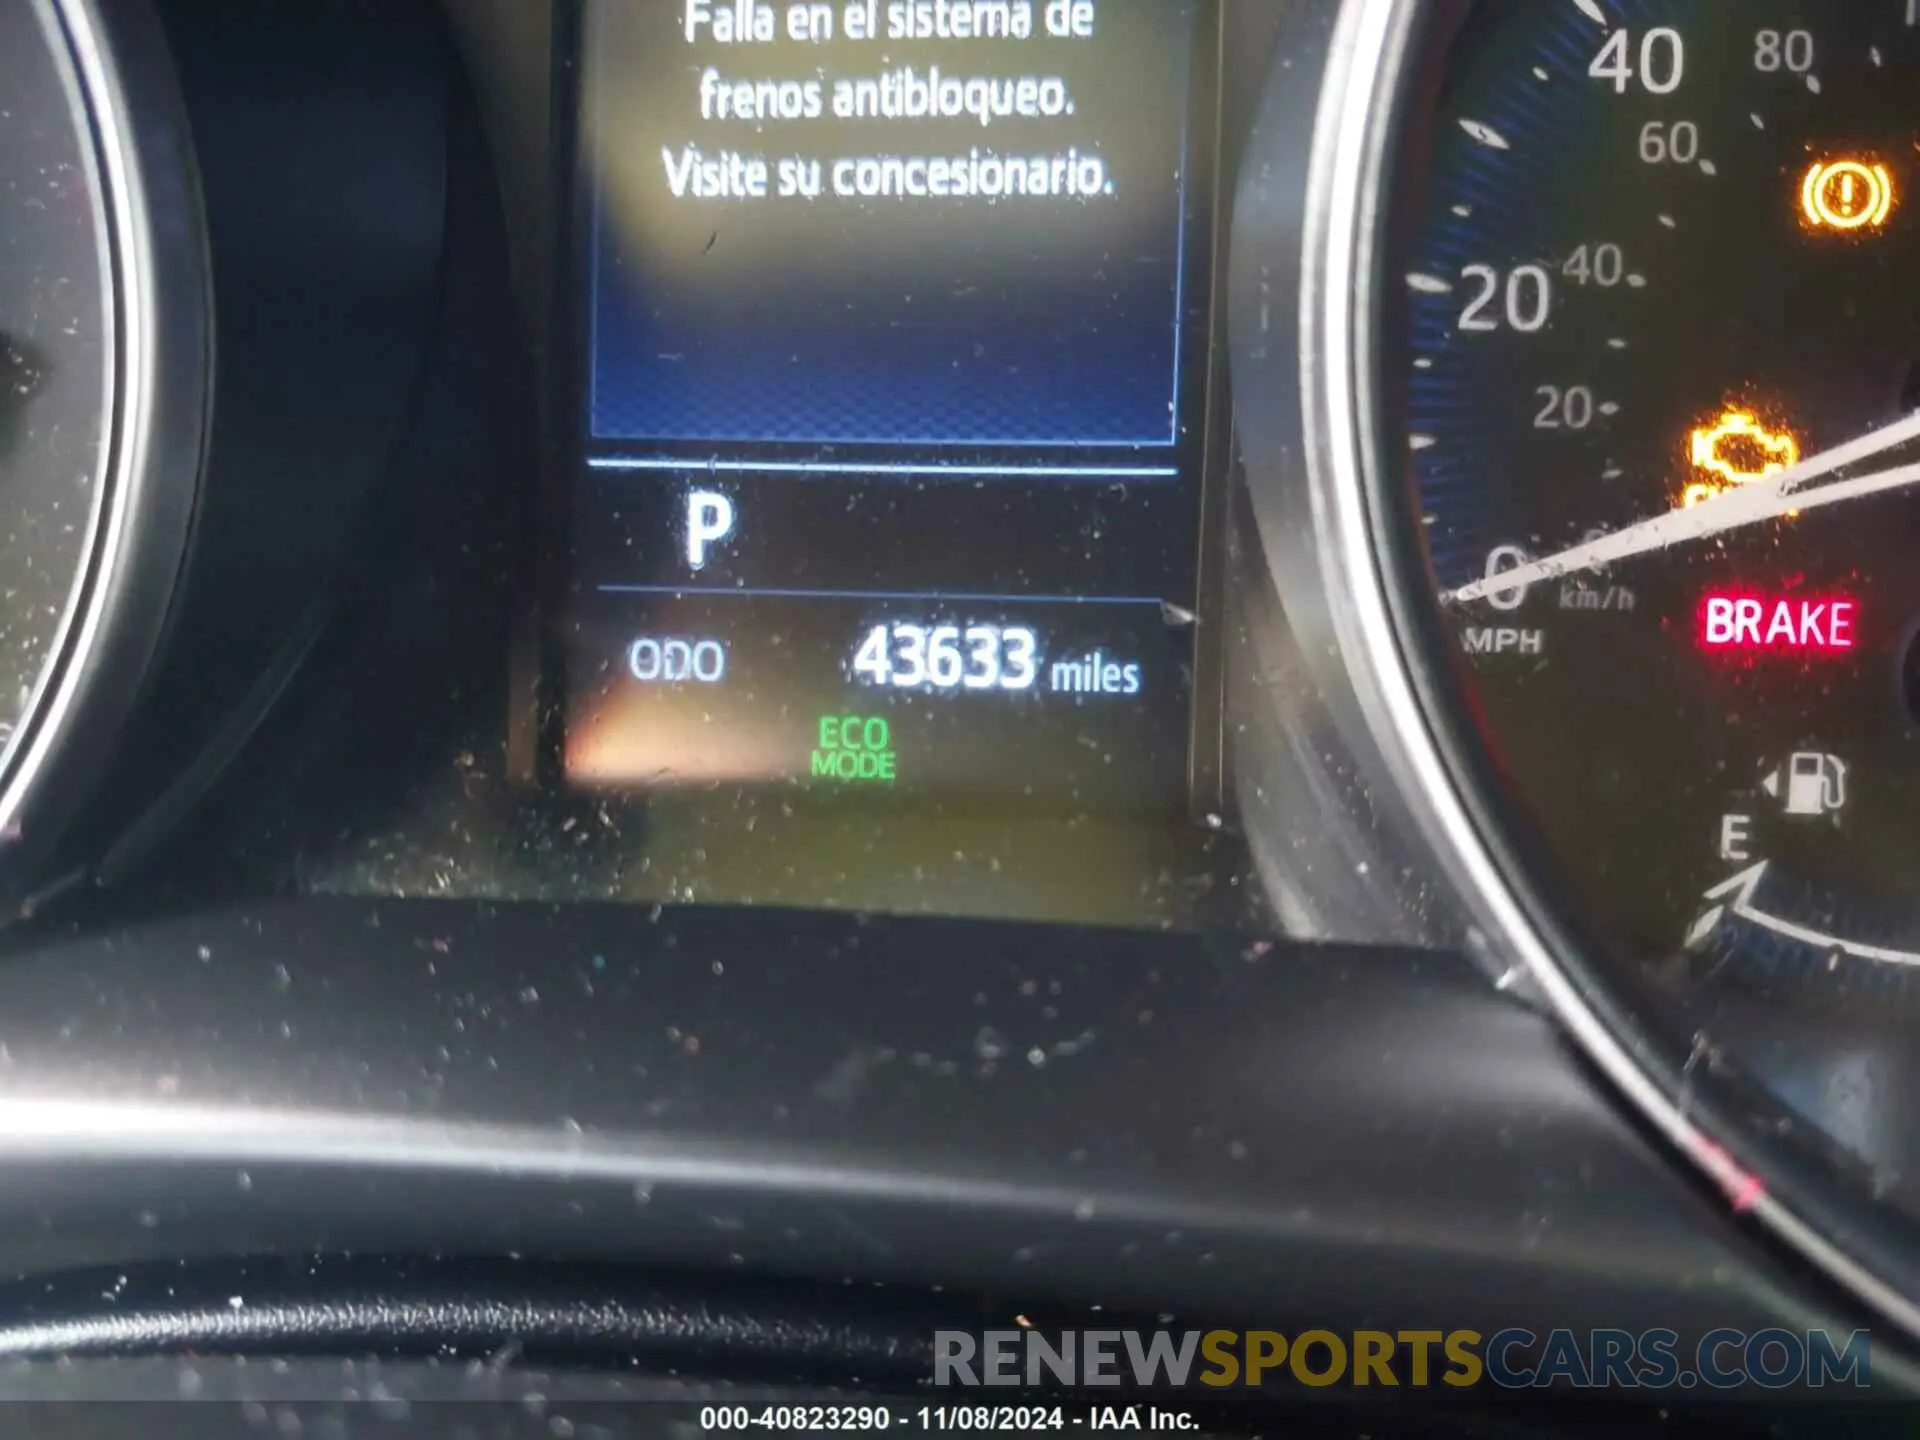 Falla en el sistema de
frenos antibloqueo.
Visite su concesionario.
P
ODO 43633 miles
ECO
MODE
40
80
60
20
40
20
0
km/h
MPH
BRAKE
E
RENEWSPORTSCARS.COM
000-40823290 - 11/08/2024 - IAA Inc.